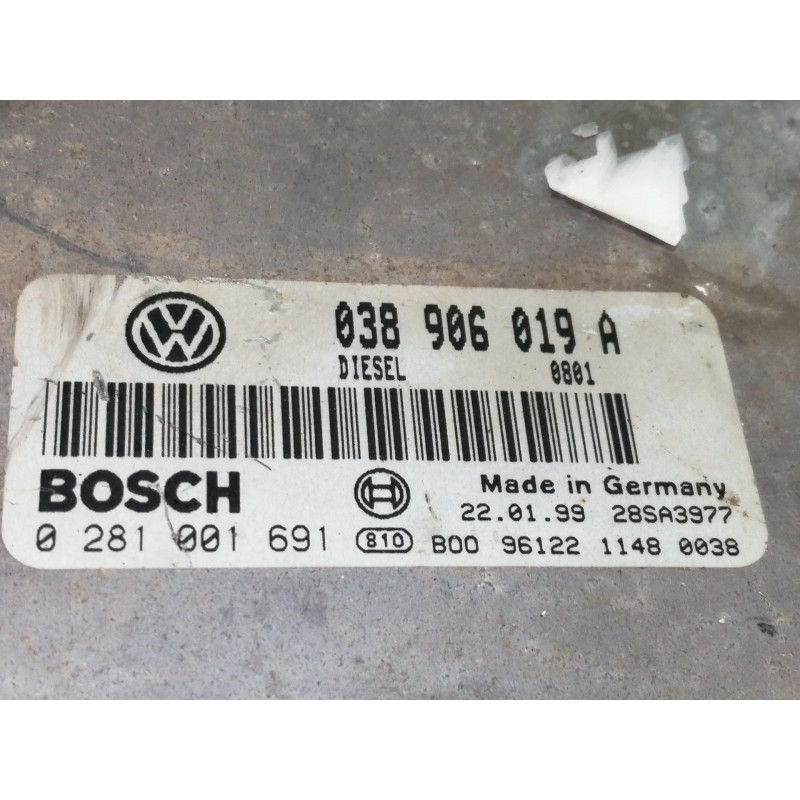 VW 038 906 019 A
DIESEL 0801
BOSCH Made in Germany
22.01.99 28SA3977
0 281 001 691 810 B00 96122 1148 0038